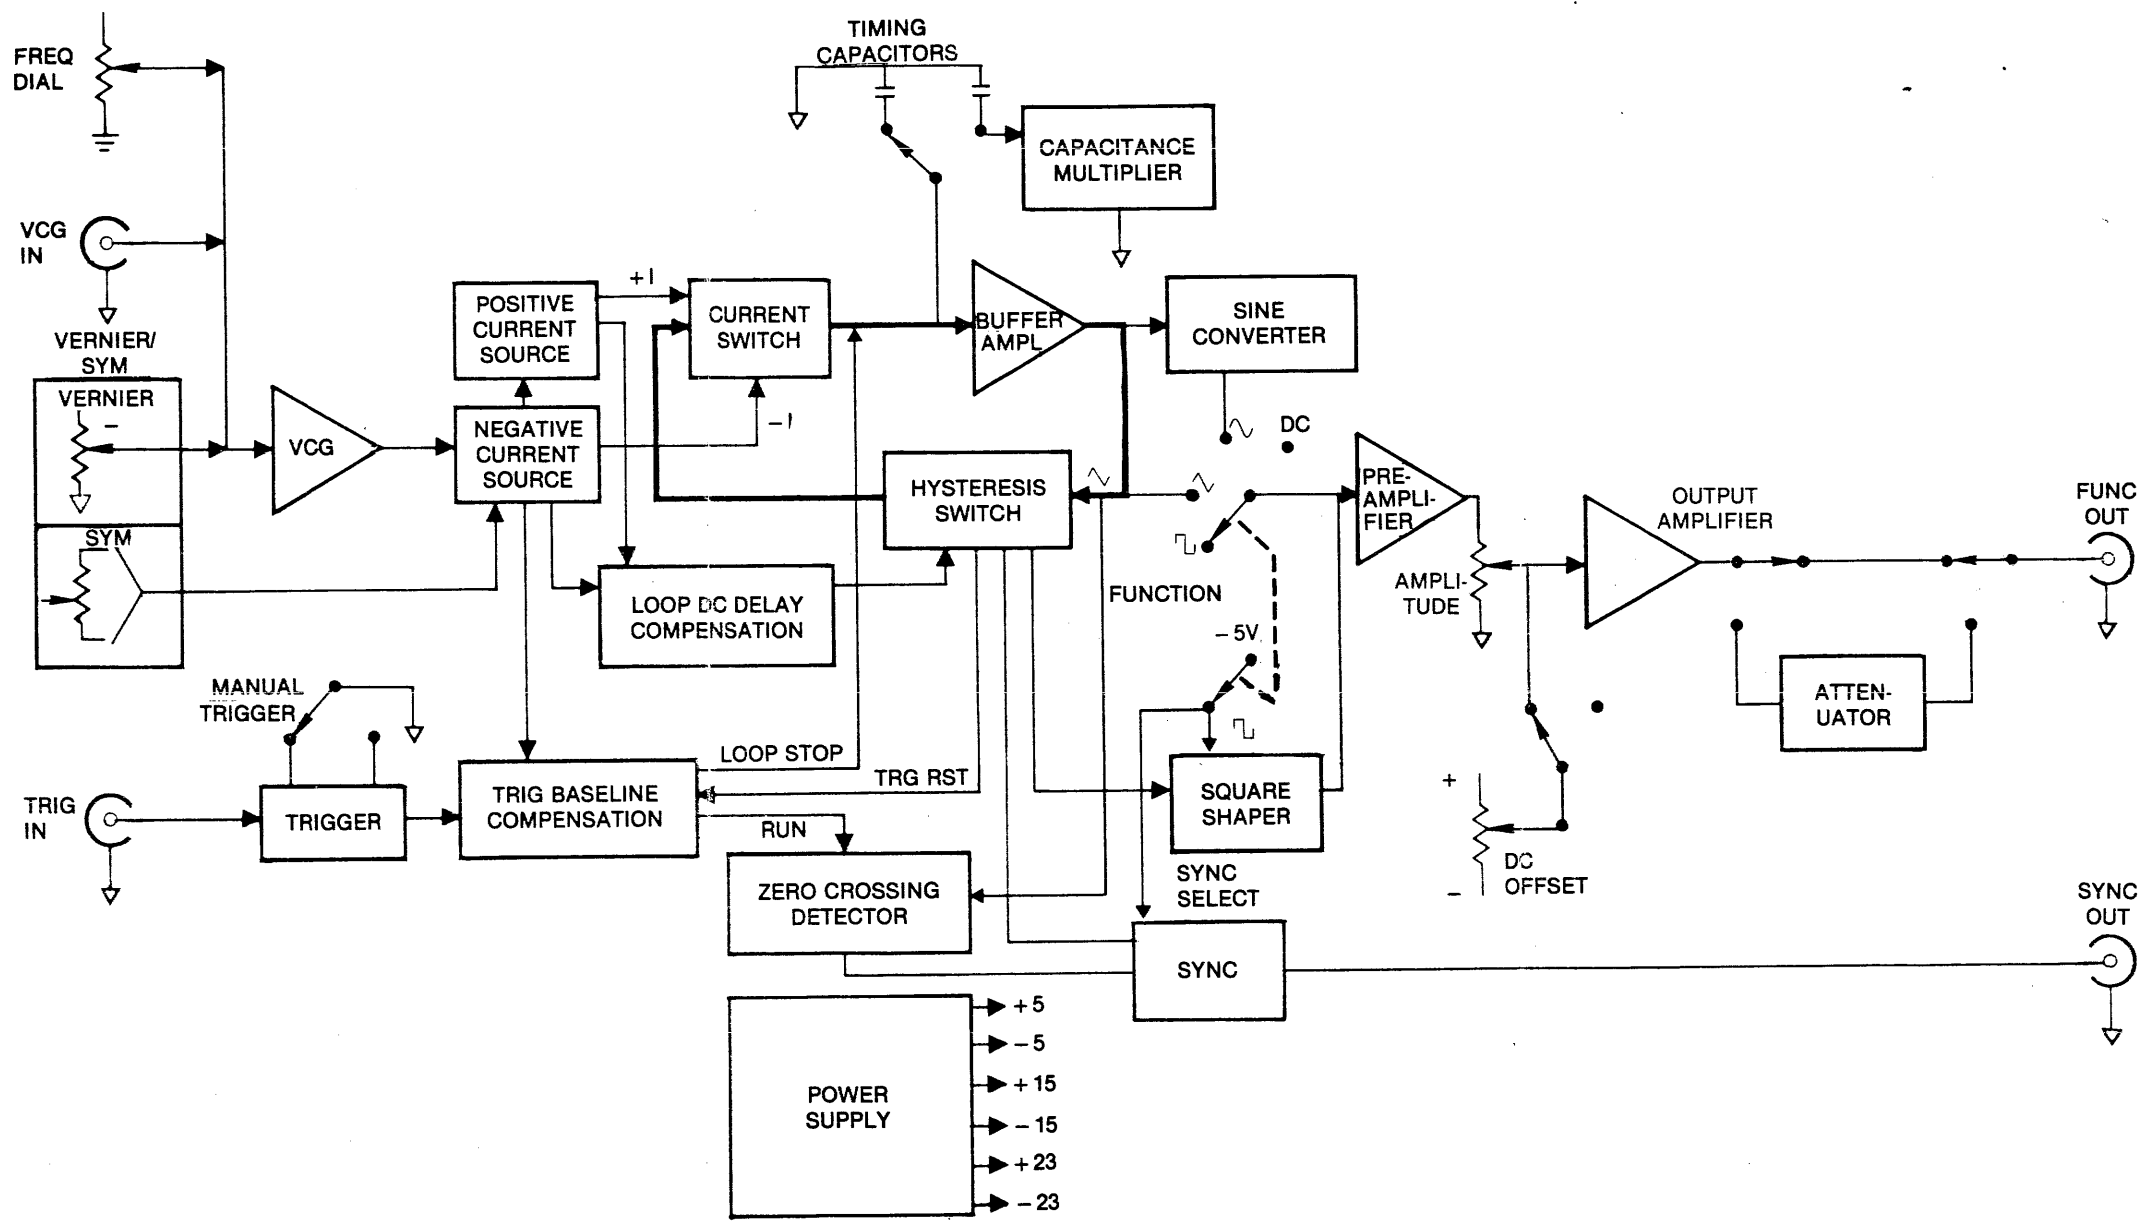 TIMING
CAPACITORS
FREQ
DIAL
CAPACITANCE
MULTIPLIER
VCG
IN
+I
POSITIVE
CURRENT
SOURCE
CURRENT
SWITCH
BUFFER
AMPL
SINE
CONVERTER
VERNIER/
SYM
VERNIER
–
VCG
NEGATIVE
CURRENT
SOURCE
–I
DC
HYSTERESIS
SWITCH
PRE-
AMPLI-
FIER
OUTPUT
AMPLIFIER
FUNC
OUT
SYM
LOOP DC DELAY
COMPENSATION
FUNCTION
AMPLI-
TUDE
– 5V
MANUAL
TRIGGER
ATTEN-
UATOR
LOOP STOP
TRG RST
TRIG
IN
TRIGGER
TRIG BASELINE
COMPENSATION
RUN
SQUARE
SHAPER
+
–
DC
OFFSET
ZERO CROSSING
DETECTOR
SYNC
SELECT
SYNC
OUT
SYNC
POWER
SUPPLY
+ 5
– 5
+ 15
– 15
+ 23
– 23